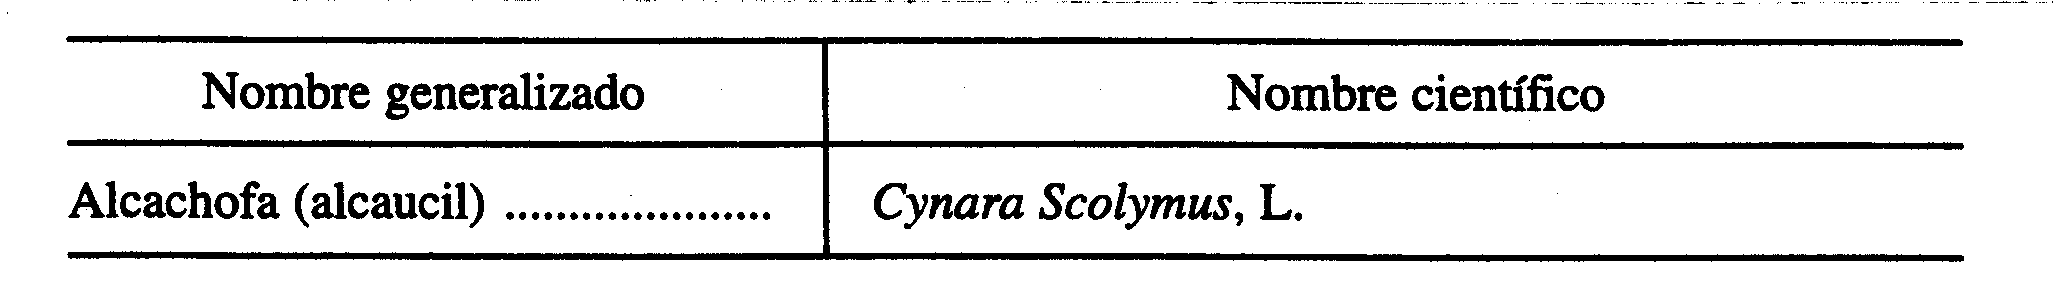 Nombre generalizado Nombre científico
Alcachofa (alcaucil) ..................... Cynara Scolymus, L.